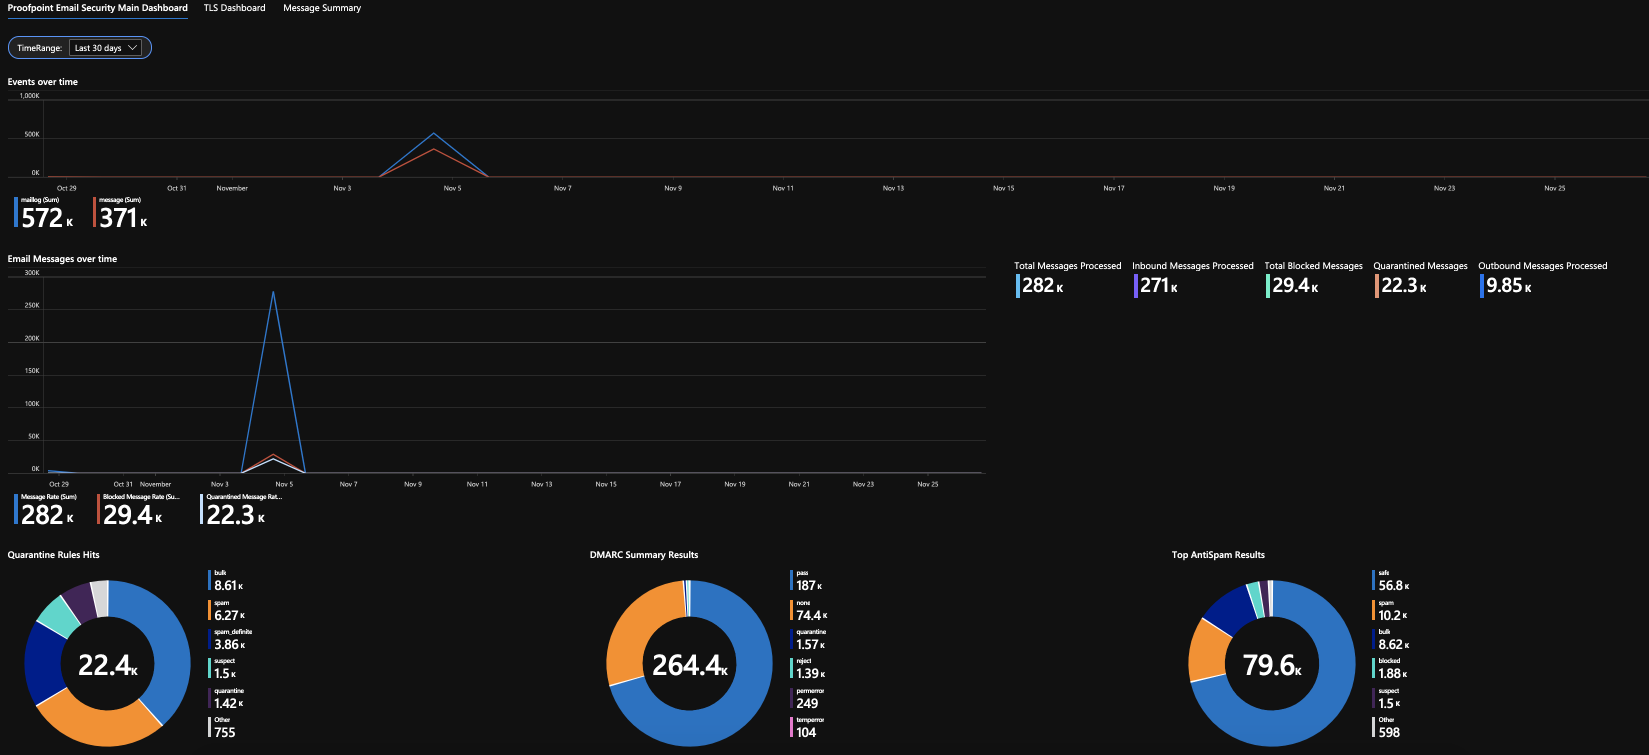 Proofpoint Email Security Main Dashboard TLS Dashboard Message Summary
TimeRange: Last 30 days
Events over time
1,000K
500K
0K
Oct 29 Oct 31 November Nov 3 Nov 5 Nov 7 Nov 9 Nov 11 Nov 13 Nov 15 Nov 17 Nov 19 Nov 21 Nov 23 Nov 25
maillog (Sum) message (Sum)
572 K 371 K
Email Messages over time
300K
250K
200K
150K
100K
50K
0K
Oct 29 Oct 31 November Nov 3 Nov 5 Nov 7 Nov 9 Nov 11 Nov 13 Nov 15 Nov 17 Nov 19 Nov 21 Nov 23 Nov 25
Message Rate (Sum) Blocked Message Rate (Su... Quarantined Message Rat...
282 K 29.4 K 22.3 K
Total Messages Processed Inbound Messages Processed Total Blocked Messages Quarantined Messages Outbound Messages Processed
282 K 271 K 29.4 K 22.3 K 9.85 K
Quarantine Rules Hits
22.4 K
bulk
8.61 K
spam
6.27 K
spam_definite
3.86 K
suspect
1.5 K
quarantine
1.42 K
Other
755
DMARC Summary Results
264.4 K
pass
187 K
none
74.4 K
quarantine
1.57 K
reject
1.39 K
permerror
249
temperror
104
Top AntiSpam Results
79.6 K
safe
56.8 K
spam
10.2 K
bulk
8.62 K
blocked
1.88 K
suspect
1.5 K
Other
598